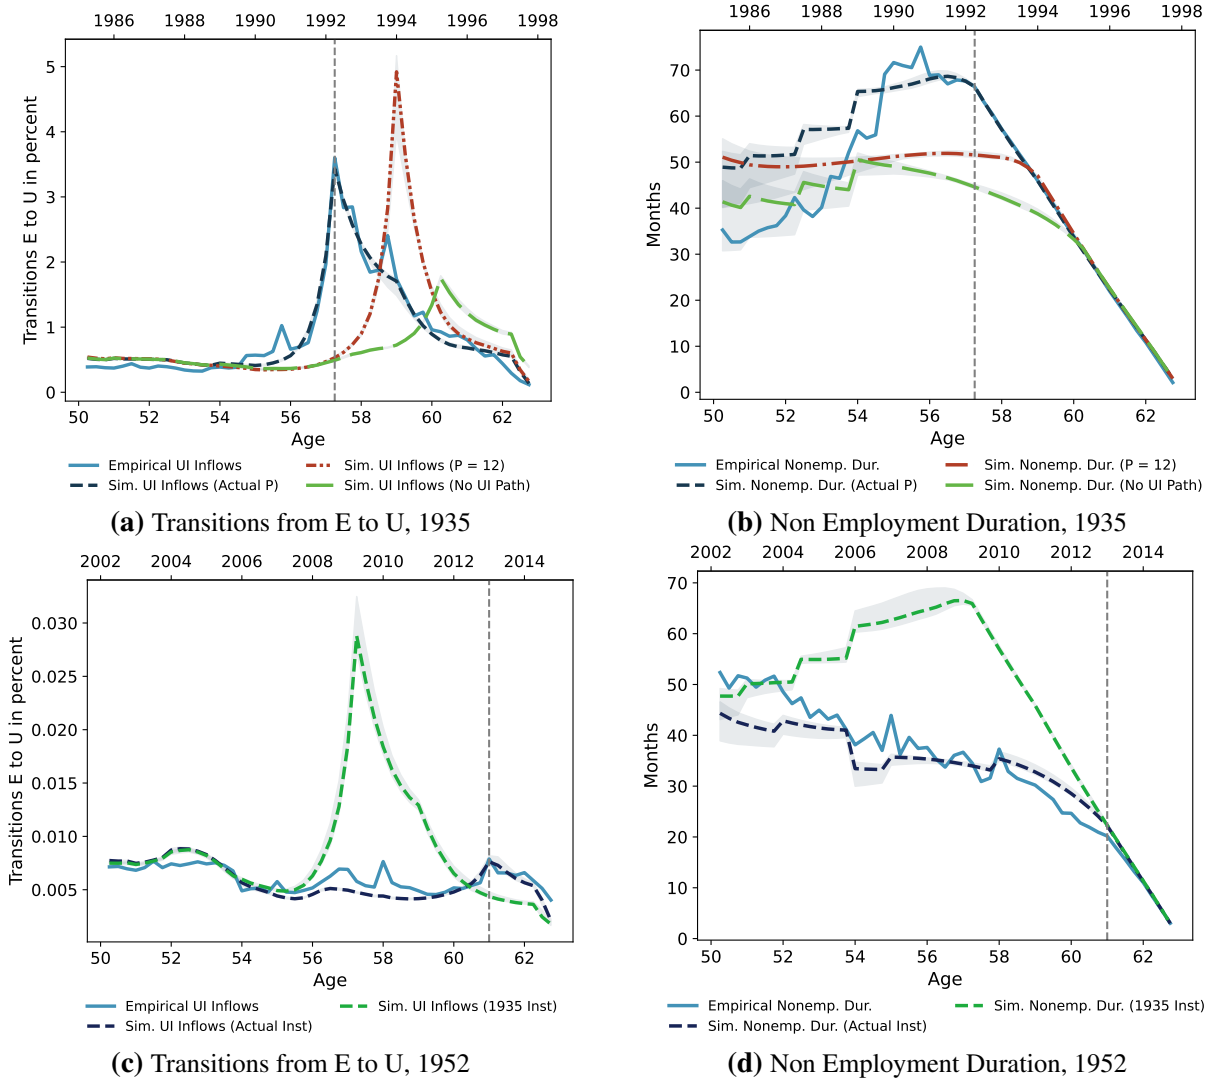 1986 1988 1990 1992 1994 1996 1998
Transitions E to U in percent
5
4
3
2
1
0
50 52 54 56 58 60 62
Age
Empirical UI Inflows
Sim. UI Inflows (P = 12)
Sim. UI Inflows (Actual P)
Sim. UI Inflows (No UI Path)
(a) Transitions from E to U, 1935
1986 1988 1990 1992 1994 1996 1998
Months
70
60
50
40
30
20
10
0
50 52 54 56 58 60 62
Age
Empirical Nonemp. Dur.
Sim. Nonemp. Dur. (P = 12)
Sim. Nonemp. Dur. (Actual P)
Sim. Nonemp. Dur. (No UI Path)
(b) Non Employment Duration, 1935
2002 2004 2006 2008 2010 2012 2014
Transitions E to U in percent
0.030
0.025
0.020
0.015
0.010
0.005
50 52 54 56 58 60 62
Age
Empirical UI Inflows
Sim. UI Inflows (1935 Inst)
Sim. UI Inflows (Actual Inst)
(c) Transitions from E to U, 1952
2002 2004 2006 2008 2010 2012 2014
Months
70
60
50
40
30
20
10
0
50 52 54 56 58 60 62
Age
Empirical Nonemp. Dur.
Sim. Nonemp. Dur. (1935 Inst)
Sim. Nonemp. Dur. (Actual Inst)
(d) Non Employment Duration, 1952